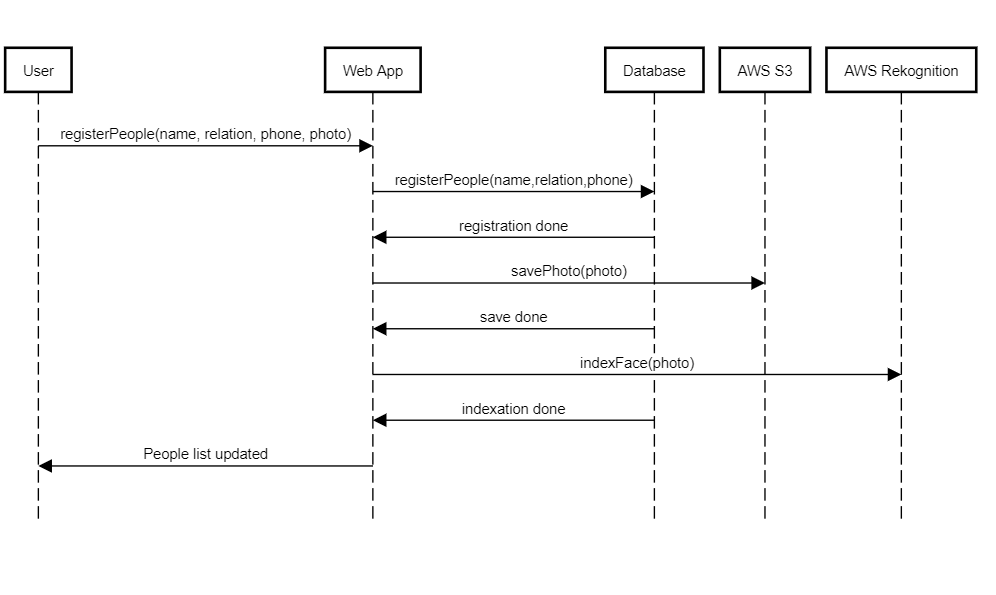 User
Web App
Database
AWS S3
AWS Rekognition
registerPeople(name, relation, phone, photo)
registerPeople(name,relation,phone)
registration done
savePhoto(photo)
save done
indexFace(photo)
indexation done
People list updated